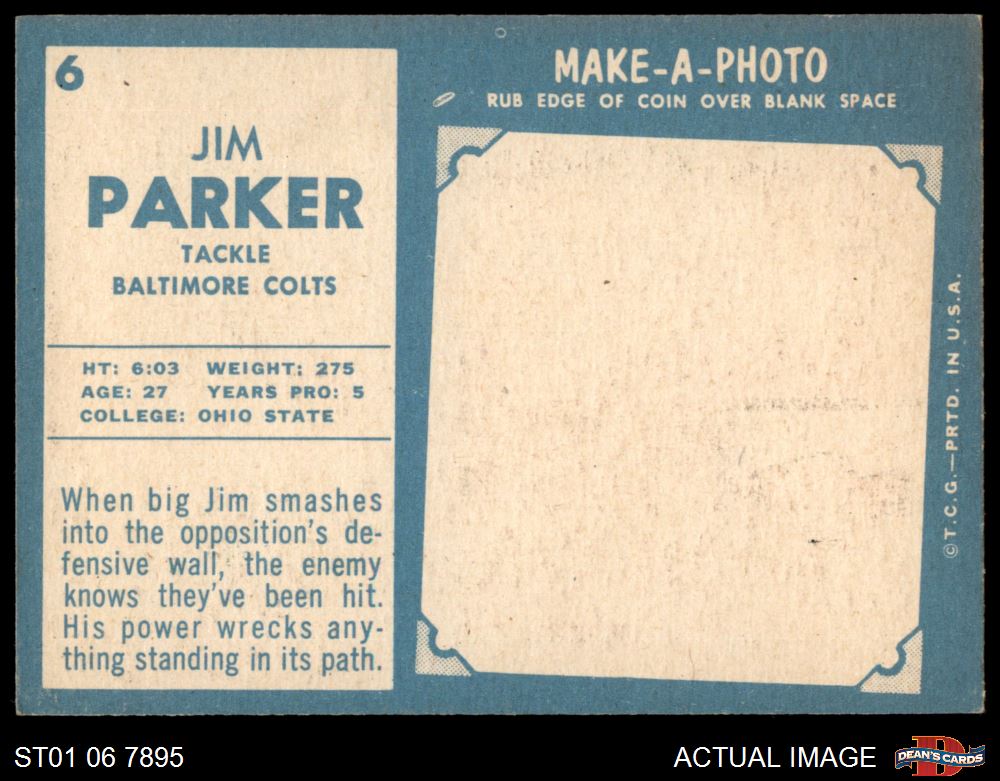 6
JIM
PARKER
TACKLE
BALTIMORE COLTS
HT: 6:03 WEIGHT: 275
AGE: 27 YEARS PRO: 5
COLLEGE: OHIO STATE
When big Jim smashes
into the opposition's de-
fensive wall, the enemy
knows they've been hit.
His power wrecks any-
thing standing in its path.
MAKE-A-PHOTO
RUB EDGE OF COIN OVER BLANK SPACE
©T.C.G.—PRTD. IN U.S.A.
ST01 06 7895
ACTUAL IMAGE
D
DEAN'S CARDS